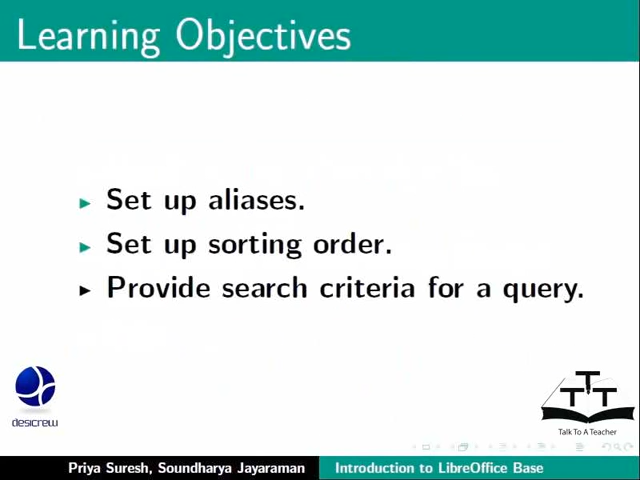 Learning Objectives
Set up aliases.
Set up sorting order.
Provide search criteria for a query.
desicrew
T T T
Talk To A Teacher
Priya Suresh, Soundharya Jayaraman
Introduction to LibreOffice Base